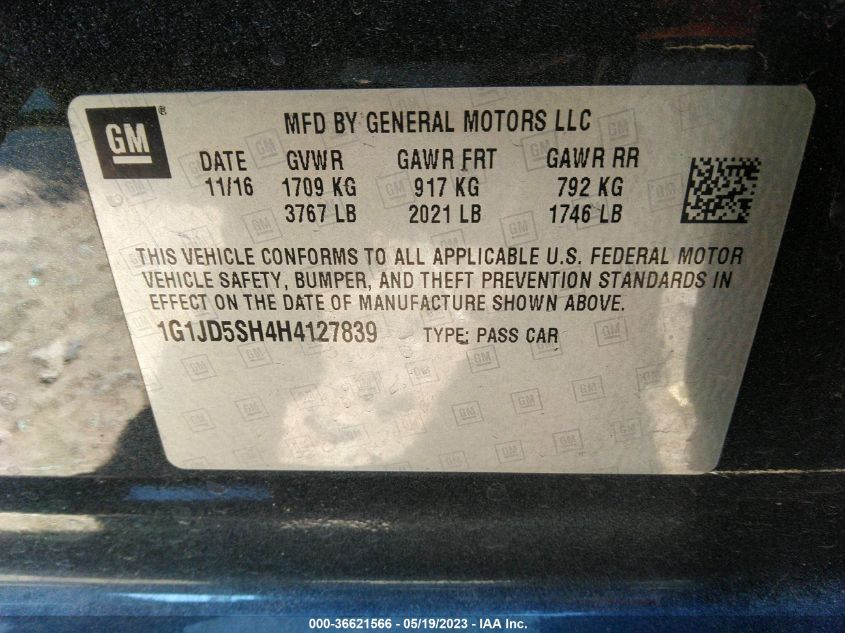 GM ®
MFD BY GENERAL MOTORS LLC
DATE GVWR GAWR FRT GAWR RR
11/16 1709 KG 917 KG 792 KG
3767 LB 2021 LB 1746 LB
THIS VEHICLE CONFORMS TO ALL APPLICABLE U.S. FEDERAL MOTOR
VEHICLE SAFETY, BUMPER, AND THEFT PREVENTION STANDARDS IN
EFFECT ON THE DATE OF MANUFACTURE SHOWN ABOVE.
1G1JD5SH4H4127839 TYPE: PASS CAR
000-36621566 - 05/19/2023 - IAA Inc.